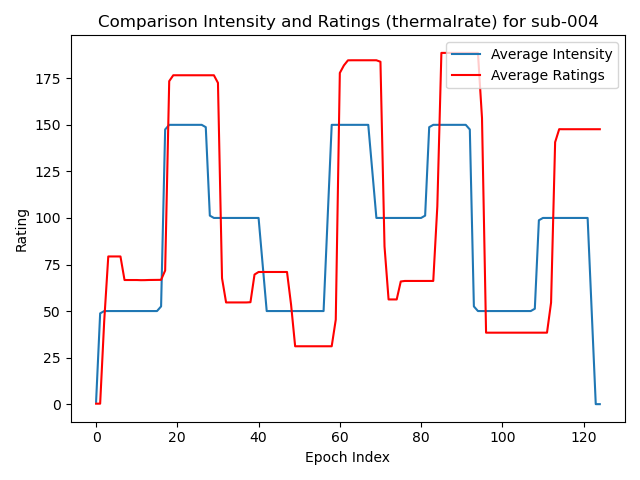 Comparison Intensity and Ratings (thermalrate) for sub-004
Average Intensity
Average Ratings
Rating
175
150
125
100
75
50
25
0
0 20 40 60 80 100 120
Epoch Index